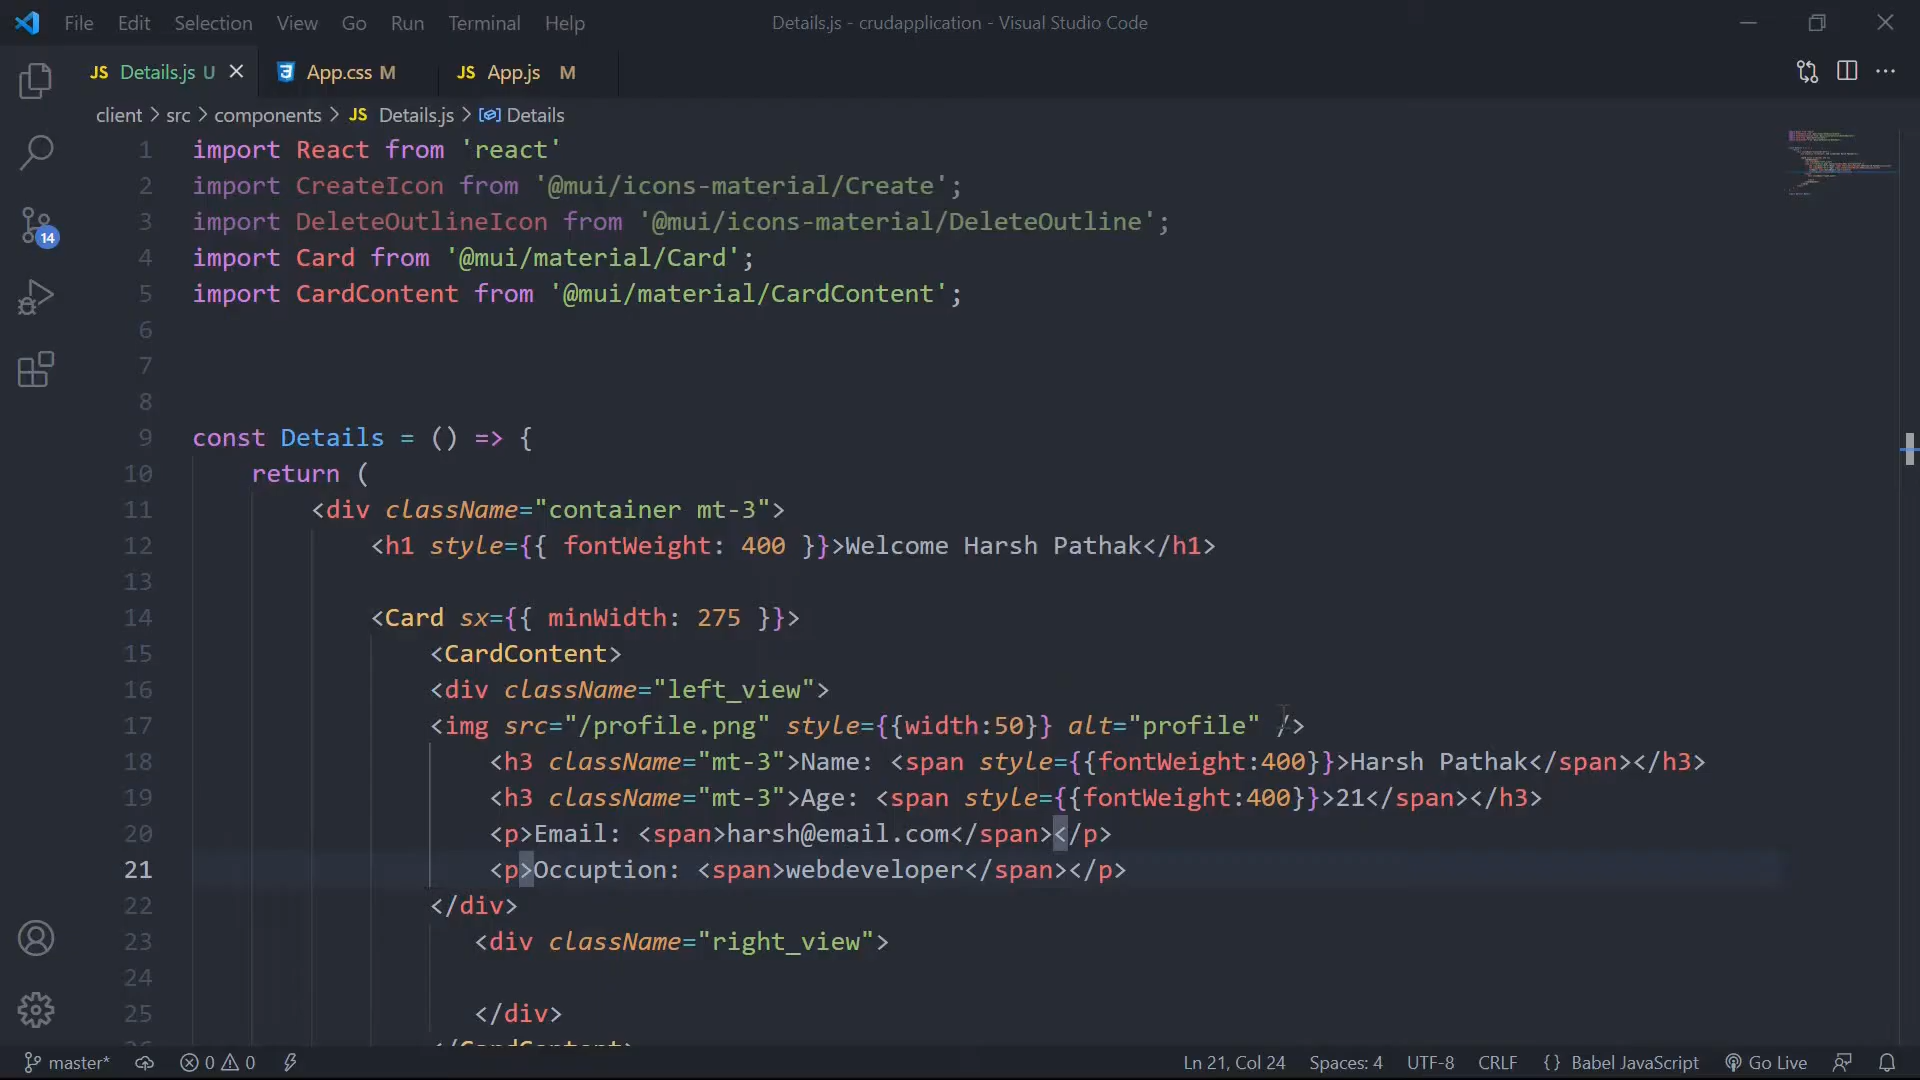 File Edit Selection View Go Run Terminal Help Details.js - crudapplication - Visual Studio Code
JS Details.js U App.css M JS App.js M
client > src > components > JS Details.js > Details
1 import React from 'react'
2 import CreateIcon from '@mui/icons-material/Create';
3 import DeleteOutlineIcon from '@mui/icons-material/DeleteOutline';
4 import Card from '@mui/material/Card';
5 import CardContent from '@mui/material/CardContent';
6
7
8
9 const Details = () => {
10 return (
11 <div className="container mt-3">
12 <h1 style={{ fontWeight: 400 }}>Welcome Harsh Pathak</h1>
13
14 <Card sx={{ minWidth: 275 }}>
15 <CardContent>
16 <div className="left_view">
17 <img src="/profile.png" style={{width:50}} alt="profile" />
18 <h3 className="mt-3">Name: <span style={{fontWeight:400}}>Harsh Pathak</span></h3>
19 <h3 className="mt-3">Age: <span style={{fontWeight:400}}>21</span></h3>
20 <p>Email: <span>harsh@email.com</span></p>
21 <p>Occuption: <span>webdeveloper</span></p>
22 </div>
23 <div className="right_view">
24
25 </div>
26 </CardContent>
14
master* 0 0 Ln 21, Col 24 Spaces: 4 UTF-8 CRLF {} Babel JavaScript Go Live